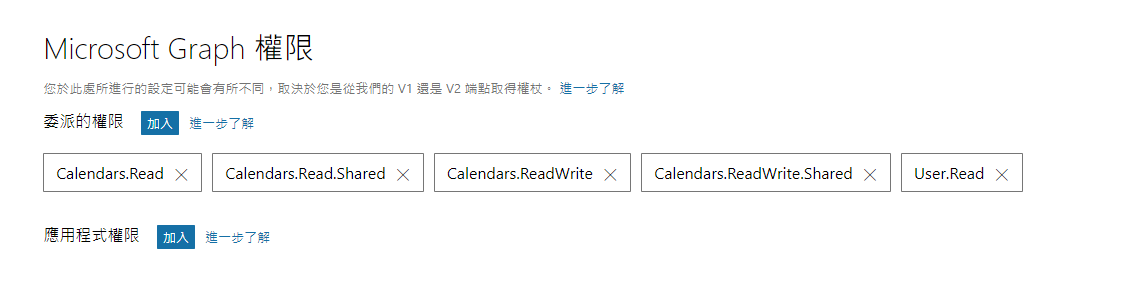 Microsoft Graph 權限
您於此處所進行的設定可能會有所不同，取決於您是從我們的 V1 還是 V2 端點取得權杖。 進一步了解
委派的權限 加入 進一步了解
Calendars.Read Calendars.Read.Shared Calendars.ReadWrite Calendars.ReadWrite.Shared User.Read
應用程式權限 加入 進一步了解